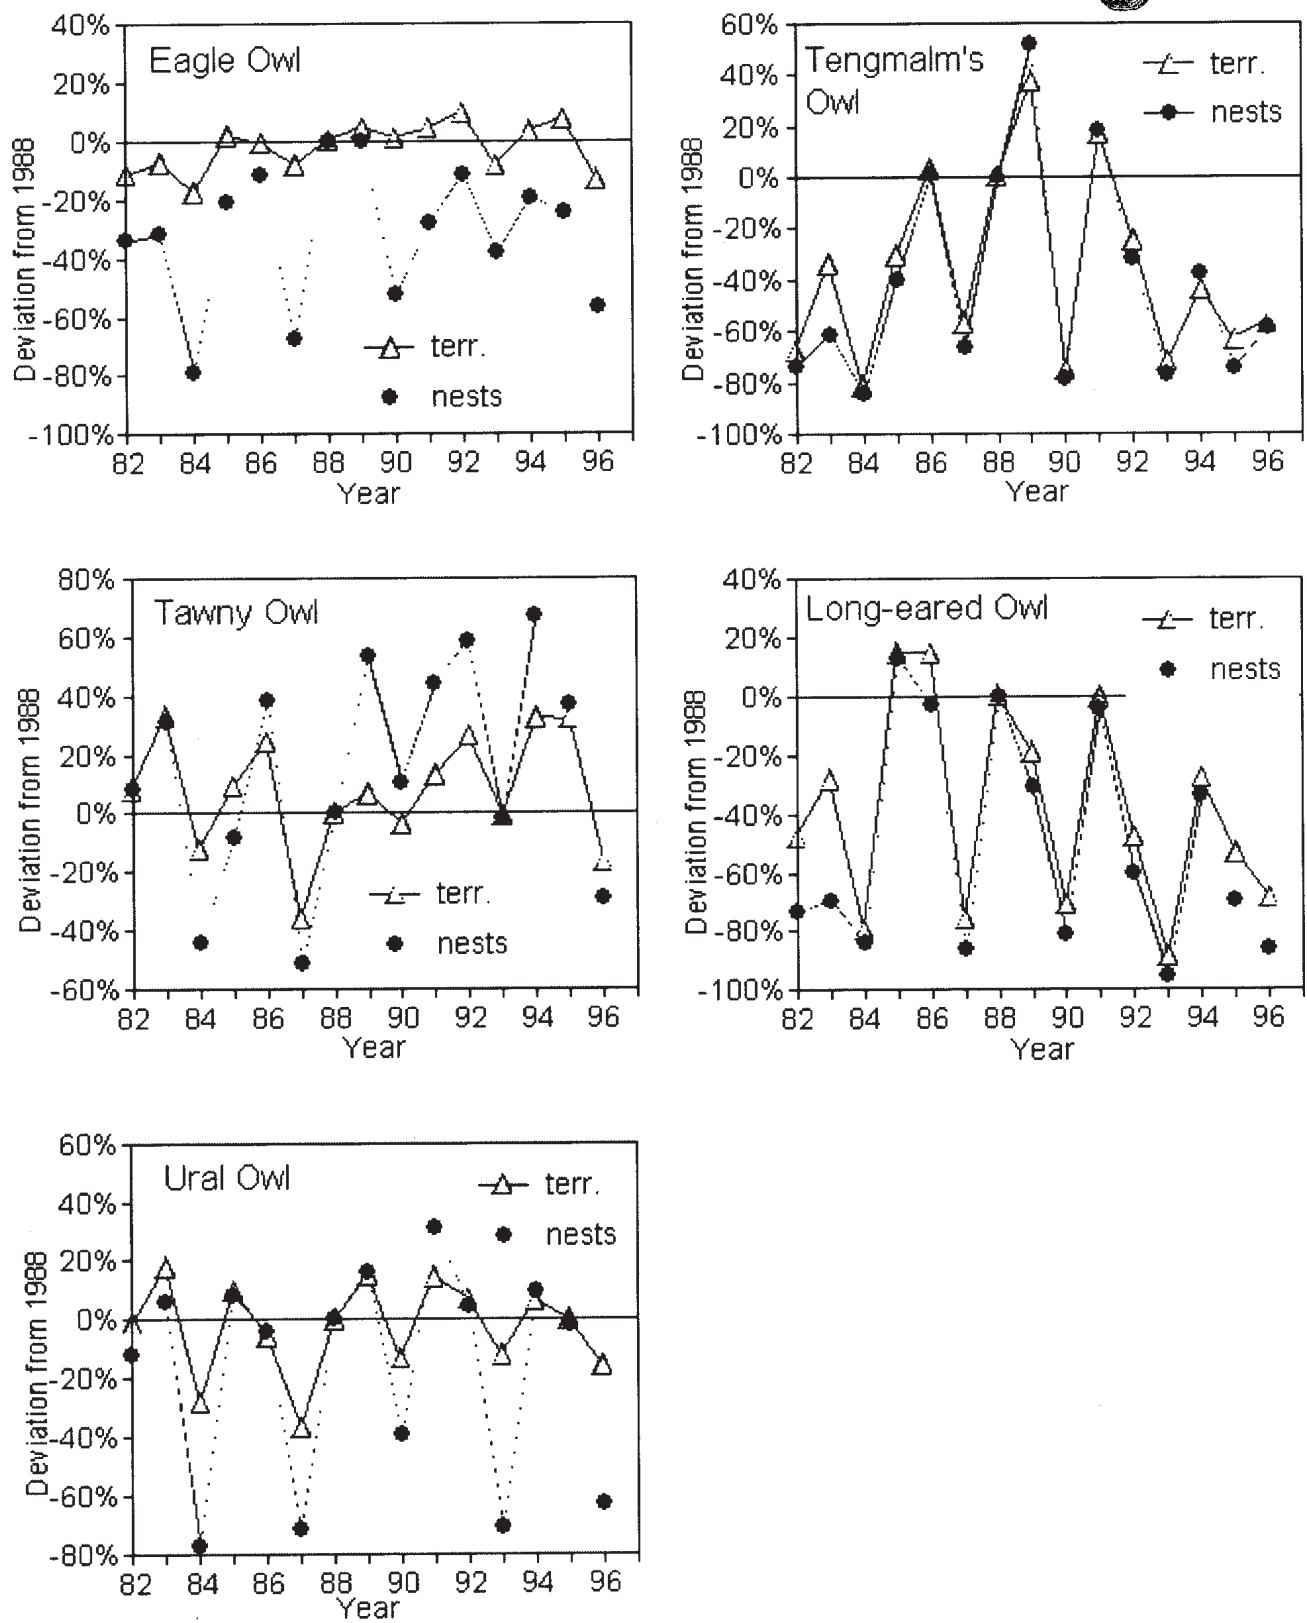 40%
20%
0%
-20%
-40%
-60%
-80%
-100%
Deviation from 1988
Eagle Owl
terr.
nests
82 84 86 88 90 92 94 96
Year
60%
40%
20%
0%
-20%
-40%
-60%
-80%
-100%
Deviation from 1988
Tengmalm's
Owl
terr.
nests
82 84 86 88 90 92 94 96
Year
80%
60%
40%
20%
0%
-20%
-40%
-60%
Deviation from 1988
Tawny Owl
terr.
nests
82 84 86 88 90 92 94 96
Year
40%
20%
0%
-20%
-40%
-60%
-80%
-100%
Deviation from 1988
Long-eared Owl
terr.
nests
82 84 86 88 90 92 94 96
Year
60%
40%
20%
0%
-20%
-40%
-60%
-80%
Deviation from 1988
Ural Owl
terr.
nests
82 84 86 88 90 92 94 96
Year